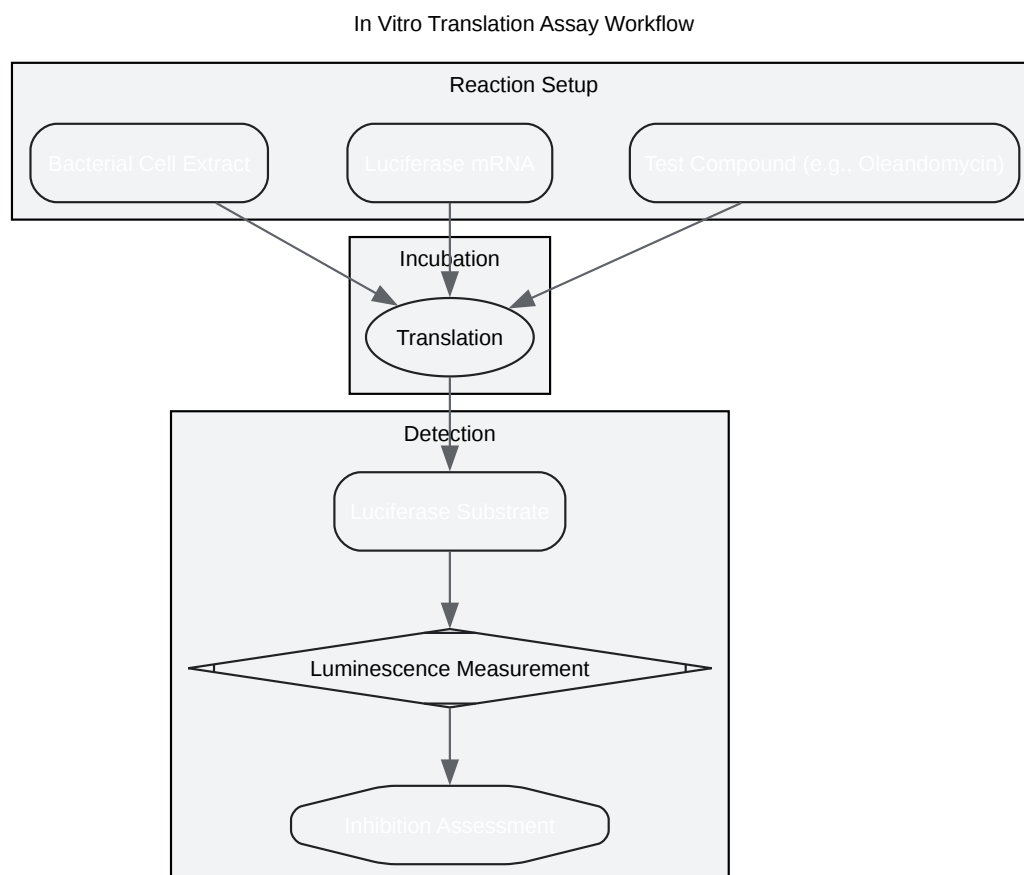 In Vitro Translation Assay Workflow
Reaction Setup
Bacterial Cell Extract
Luciferase mRNA
Test Compound (e.g., Oleandomycin)
Incubation
Translation
Detection
Luciferase Substrate
Luminescence Measurement
Inhibition Assessment